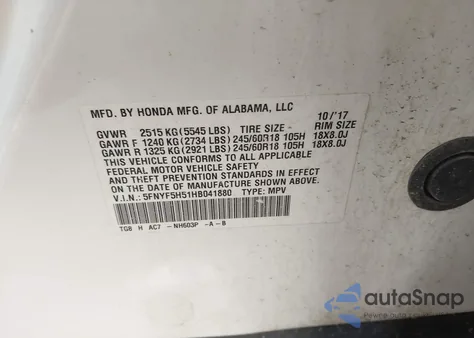 MFD. BY HONDA MFG. OF ALABAMA, LLC 10/'17
GVWR 2515 KG (5545 LBS) TIRE SIZE - RIM SIZE
GAWR F 1240 KG (2734 LBS) 245/60R18 105H 18X8.0J
GAWR R 1325 KG (2921 LBS) 245/60R18 105H 18X8.0J
THIS VEHICLE CONFORMS TO ALL APPLICABLE
FEDERAL MOTOR VEHICLE SAFETY
STANDARDS IN EFFECT ON THE DATE OF
MANUFACTURE SHOWN ABOVE.
V.I.N.: 5FNYF5H51HB041880 TYPE: MPV
TG8 H AC7 - NH603P -A -B
autoSnap
Powered by autaAstat